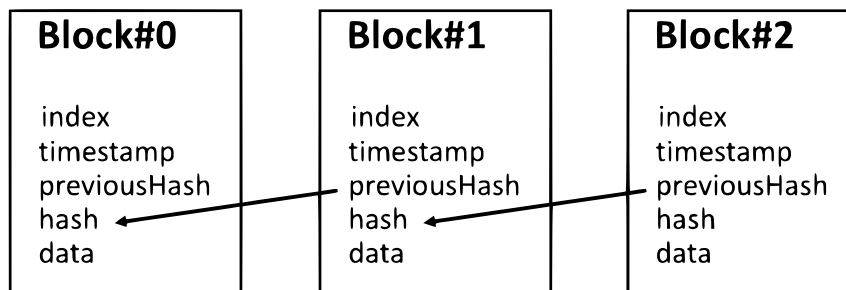 Block#0
index
timestamp
previousHash
hash
data
Block#1
index
timestamp
previousHash
hash
data
Block#2
index
timestamp
previousHash
hash
data